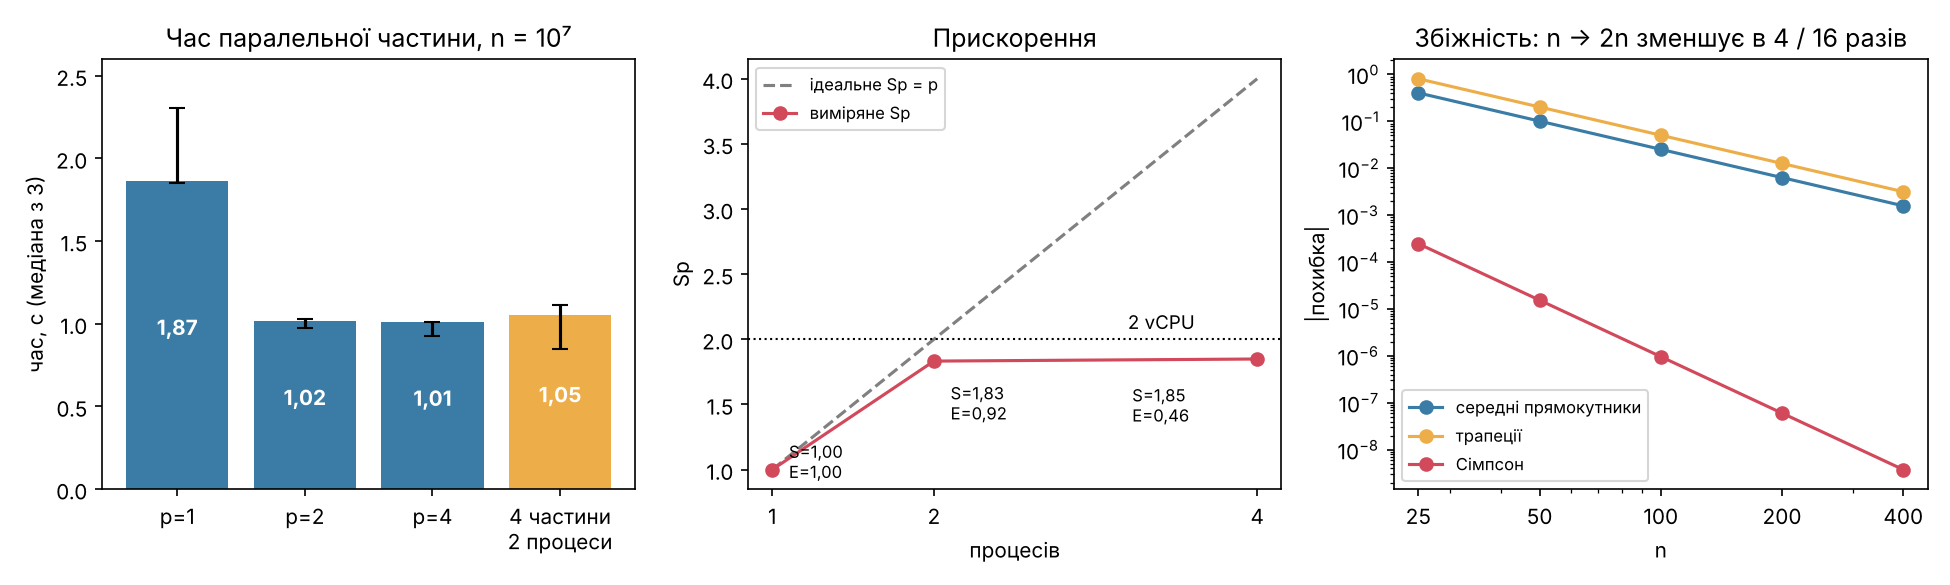 Час паралельної частини, n = 10⁷
час, с (медіана з 3)
2.5
2.0
1.5
1.0
0.5
0.0
1,87
1,02
1,01
1,05
p=1
p=2
p=4
4 частини
2 процеси
Прискорення
Sp
4.0
3.5
3.0
2.5
2.0
1.5
1.0
ідеальне Sp = p
виміряне Sp
2 vCPU
S=1,83
E=0,92
S=1,85
E=0,46
S=1,00
E=1,00
1
2
4
процесів
Збіжність: n → 2n зменшує в 4 / 16 разів
|похибка|
10⁰
10⁻¹
10⁻²
10⁻³
10⁻⁴
10⁻⁵
10⁻⁶
10⁻⁷
10⁻⁸
середні прямокутники
трапеції
Сімпсон
25
50
100
200
400
n